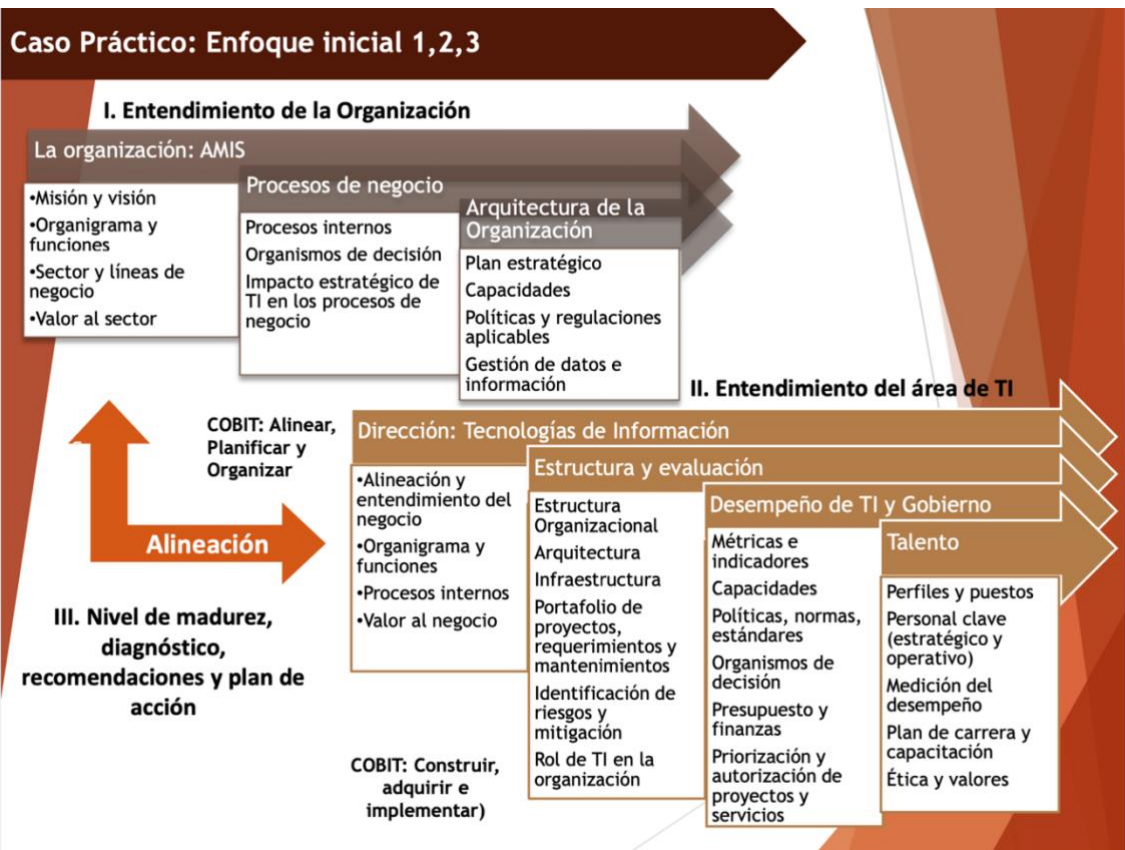 Caso Práctico: Enfoque inicial 1,2,3
I. Entendimiento de la Organización
La organización: AMIS
•Misión y visión
•Organigrama y
funciones
•Sector y líneas de
negocio
•Valor al sector
Procesos de negocio
Procesos internos
Organismos de decisión
Impacto estratégico de
TI en los procesos de
negocio
Arquitectura de la
Organización
Plan estratégico
Capacidades
Políticas y regulaciones
aplicables
Gestión de datos e
información
II. Entendimiento del área de TI
COBIT: Alinear,
Planificar y
Organizar
Alineación
III. Nivel de madurez,
diagnóstico,
recomendaciones y plan de
acción
Dirección: Tecnologías de Información
•Alineación y
entendimiento del
negocio
•Organigrama y
funciones
•Procesos internos
•Valor al negocio
Estructura y evaluación
Estructura
Organizacional
Arquitectura
Infraestructura
Portafolio de
proyectos,
requerimientos y
mantenimientos
Identificación de
riesgos y
mitigación
Rol de TI en la
organización
Desempeño de TI y Gobierno
Métricas e
indicadores
Capacidades
Políticas, normas,
estándares
Organismos de
decisión
Presupuesto y
finanzas
Priorización y
autorización de
proyectos y
servicios
Talento
Perfiles y puestos
Personal clave
(estratégico y
operativo)
Medición del
desempeño
Plan de carrera y
capacitación
Ética y valores
COBIT: Construir,
adquirir e
implementar)